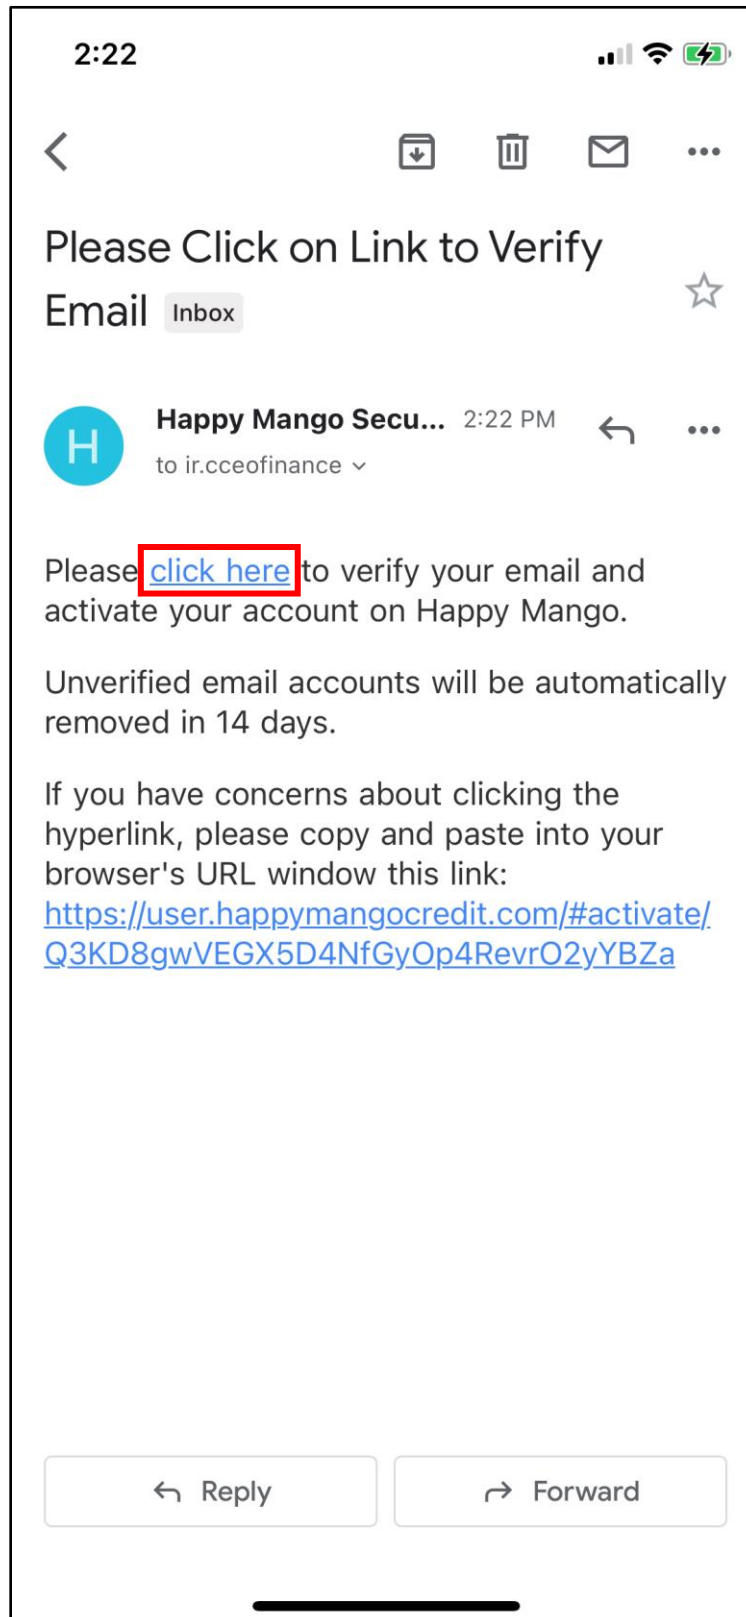 2:22
Please Click on Link to Verify
Email Inbox
H
Happy Mango Secu... 2:22 PM
to ir.cceofinance
Please click here to verify your email and
activate your account on Happy Mango.
Unverified email accounts will be automatically
removed in 14 days.
If you have concerns about clicking the
hyperlink, please copy and paste into your
browser's URL window this link:
https://user.happymangocredit.com/#activate/
Q3KD8gwVEGX5D4NfGyOp4RevrO2yYBZa
Reply
Forward